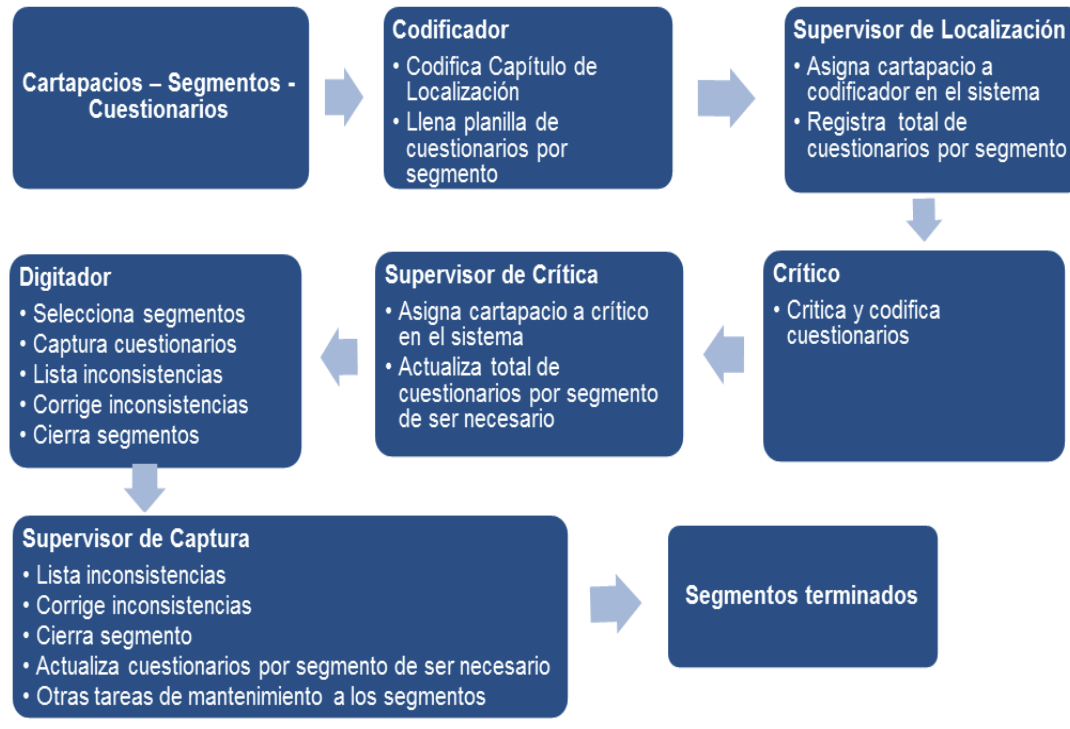 Cartapacios – Segmentos -
Cuestionarios
Codificador
• Codifica Capítulo de
Localización
• Llena planilla de
cuestionarios por
segmento
Supervisor de Localización
• Asigna cartapacio a
codificador en el sistema
• Registra total de
cuestionarios por segmento
Crítico
• Critica y codifica
cuestionarios
Supervisor de Crítica
• Asigna cartapacio a crítico
en el sistema
• Actualiza total de
cuestionarios por segmento
de ser necesario
Digitador
• Selecciona segmentos
• Captura cuestionarios
• Lista inconsistencias
• Corrige inconsistencias
• Cierra segmentos
Supervisor de Captura
• Lista inconsistencias
• Corrige inconsistencias
• Cierra segmento
• Actualiza cuestionarios por segmento de ser necesario
• Otras tareas de mantenimiento a los segmentos
Segmentos terminados